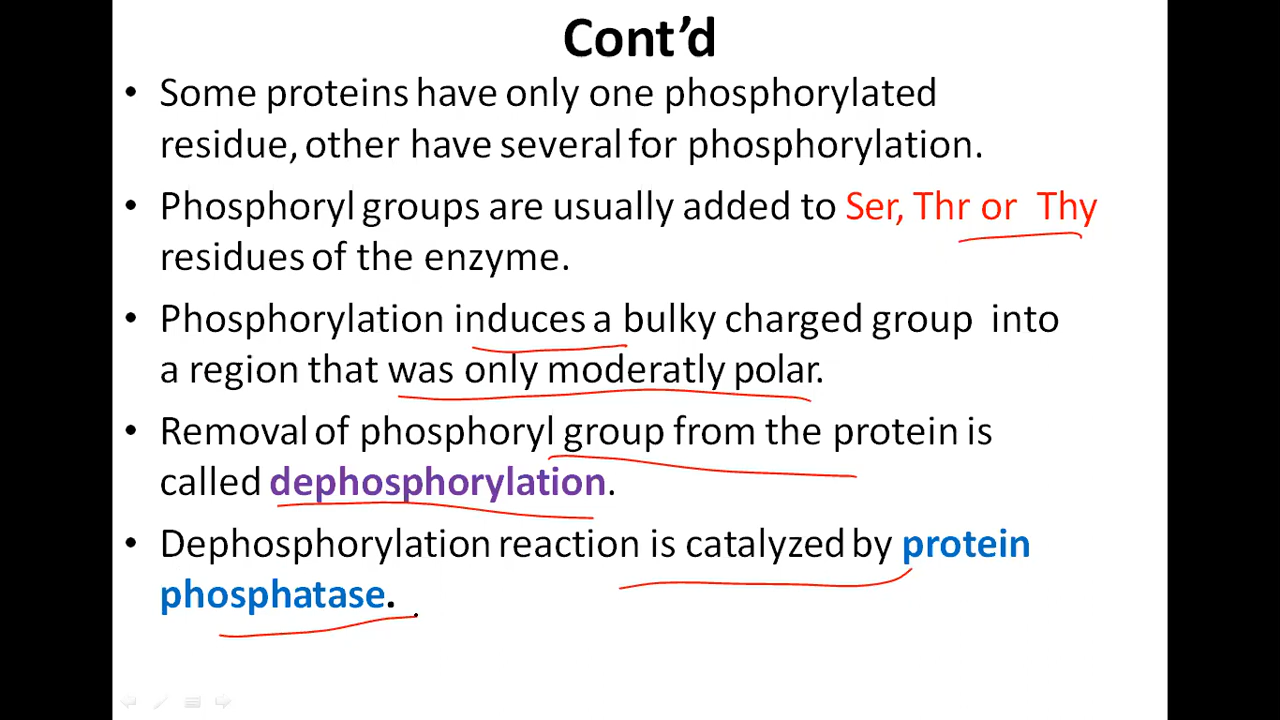 Cont’d
• Some proteins have only one phosphorylated
residue, other have several for phosphorylation.
• Phosphoryl groups are usually added to Ser, Thr or Thy
residues of the enzyme.
• Phosphorylation induces a bulky charged group into
a region that was only moderatly polar.
• Removal of phosphoryl group from the protein is
called dephosphorylation.
• Dephosphorylation reaction is catalyzed by protein
phosphatase.